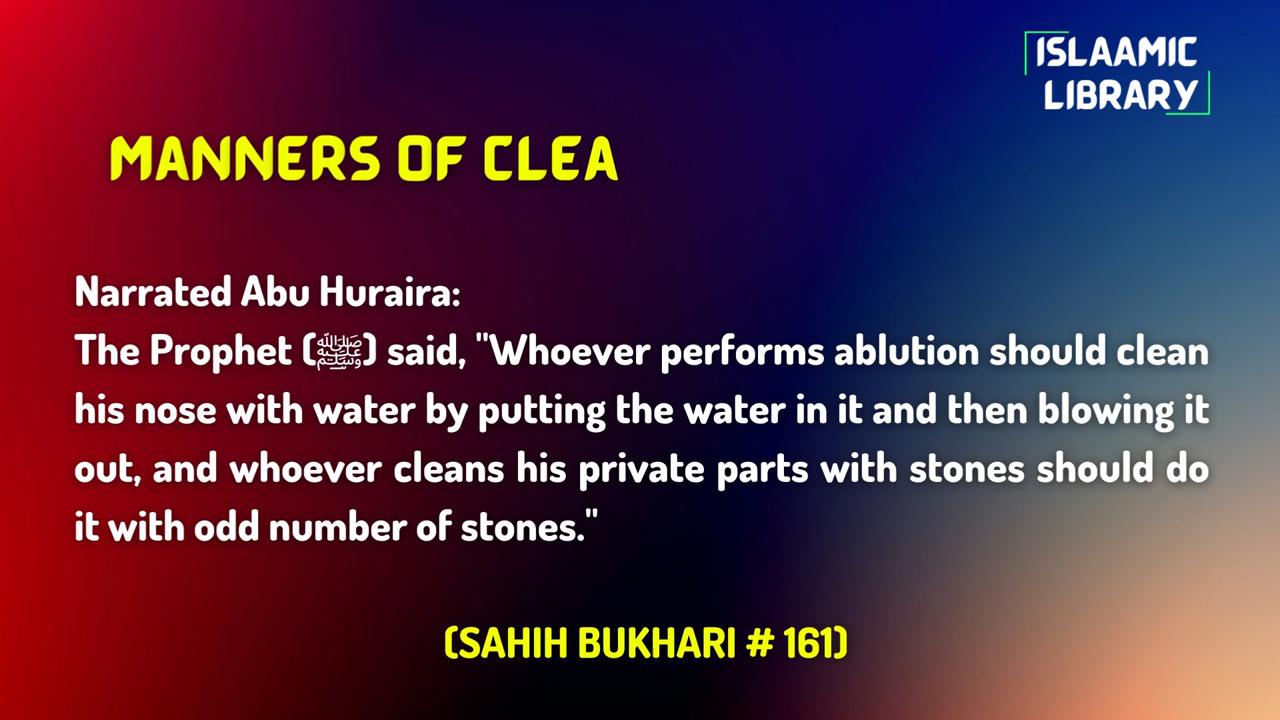 ISLAAMIC
LIBRARY
MANNERS OF CLEA
Narrated Abu Huraira:
The Prophet (ﷺ) said, "Whoever performs ablution should clean
his nose with water by putting the water in it and then blowing it
out, and whoever cleans his private parts with stones should do
it with odd number of stones."
(SAHIH BUKHARI # 161)